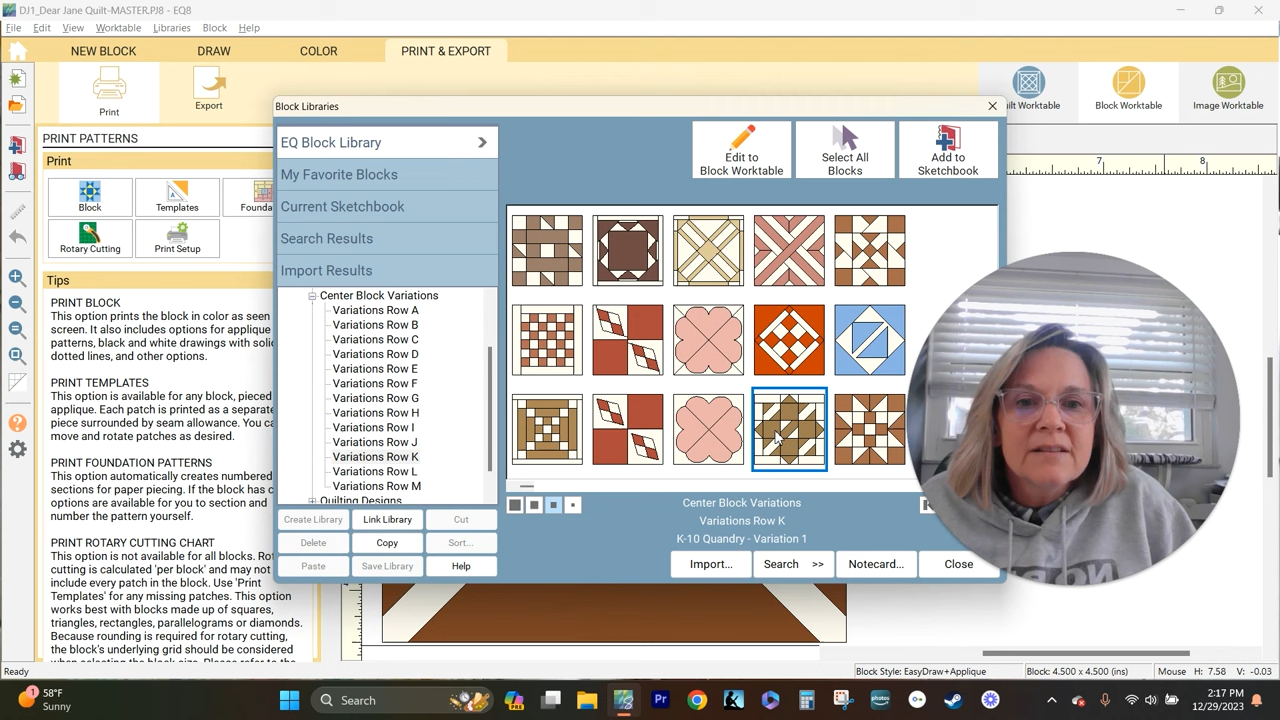 DJ1_Dear Jane Quilt-MASTER.PJ8 - EQ8
File Edit View Worktable Libraries Block Help
NEW BLOCK DRAW COLOR PRINT & EXPORT
Print
Export
Worktable
Block Worktable
Image Worktable
PRINT PATTERNS
Print
Block
Templates
Rotary Cutting
Print Setup
Tips
PRINT BLOCK
This option prints the block in color as seen
screen. It also includes options for applique
patterns, black and white drawings with
dotted lines, and other options.
PRINT TEMPLATES
This option is available for any block, pieced
applique. Each patch is printed as a separate
piece surrounded by seam allowance. You
move and rotate patches as desired.
PRINT FOUNDATION PATTERNS
This option automatically creates numbered
sections for paper piecing. If the block has
options are available for you to section and
number the pattern yourself.
PRINT ROTARY CUTTING CHART
This option is not available for all blocks.
cutting is calculated 'per block' and may not
include every patch in the block. Use 'Print
Templates' for any missing patches. This option
works best with blocks made up of squares,
triangles, rectangles, parallelograms or diamonds.
Because rounding is required for rotary cutting,
the block's underlying grid should be considered
Block Libraries
EQ Block Library
My Favorite Blocks
Current Sketchbook
Search Results
Import Results
Center Block Variations
Variations Row A
Variations Row B
Variations Row C
Variations Row D
Variations Row E
Variations Row F
Variations Row G
Variations Row H
Variations Row I
Variations Row J
Variations Row K
Variations Row L
Variations Row M
Quilting Designs
Create Library Link Library Cut
Delete Copy Sort...
Paste Save Library Help
Edit to
Block Worktable
Select All
Blocks
Add to
Sketchbook
Center Block Variations
Variations Row K
K-10 Quandry - Variation 1
Import... Search >> Notecard... Close
7 8
Ready
Block Style: EasyDraw+Applique Block: 4.500 x 4.500 (ins) Mouse H: 7.58 V: -0.03
1
58°F
Sunny
Search
PRE
Pr
photos
2:17 PM
12/29/2023